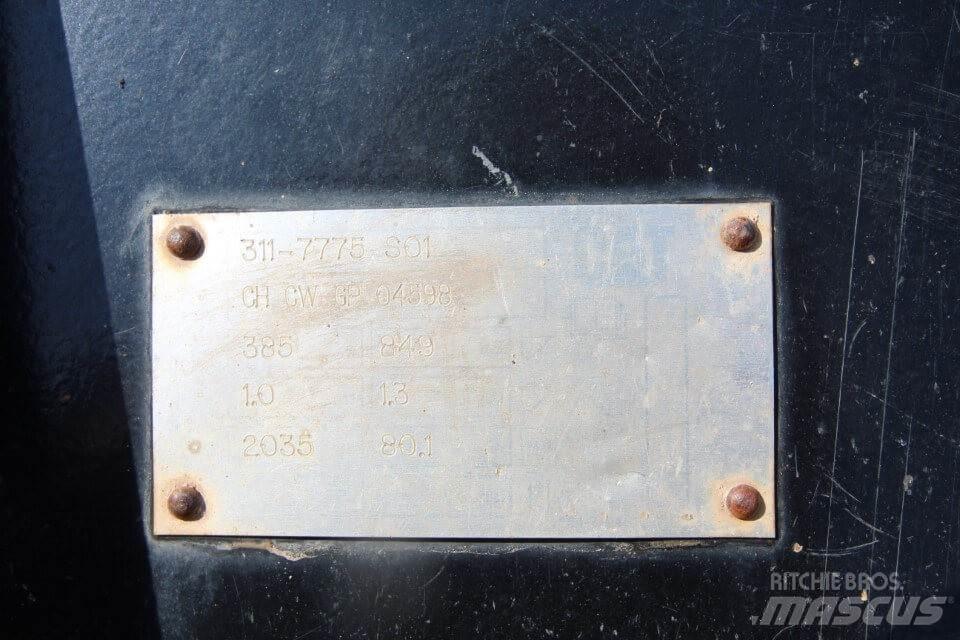 311-7775 S01
CH CW GP 04598
385 849
1.0 1.3
2035 80.1
RITCHIE BROS.
MASCUS